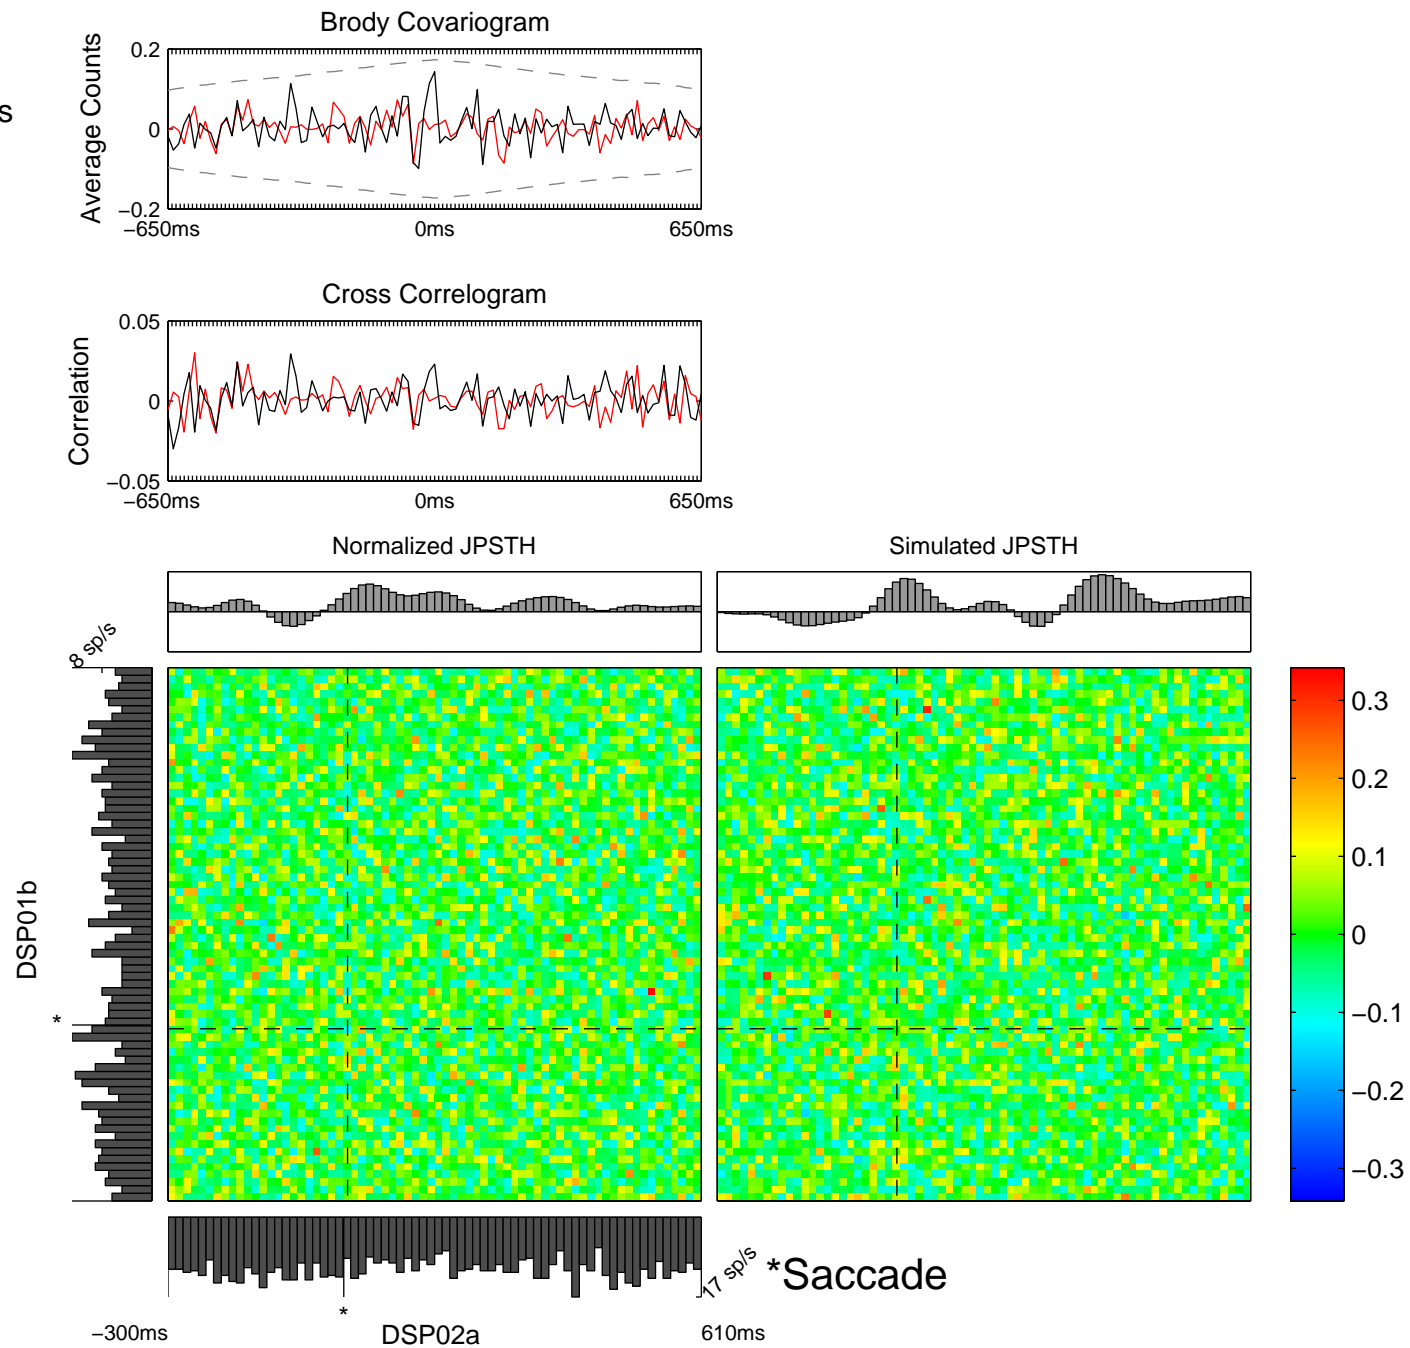 Brody Covariogram
s
Average Counts
0.2
0
−0.2
−650ms 0ms 650ms
Cross Correlogram
Correlation
0.05
0
−0.05
−650ms 0ms 650ms
Normalized JPSTH Simulated JPSTH
8 sp/s
DSP01b
*
0.3
0.2
0.1
0
−0.1
−0.2
−0.3
17 sp/s
*Saccade
*
−300ms DSP02a 610ms